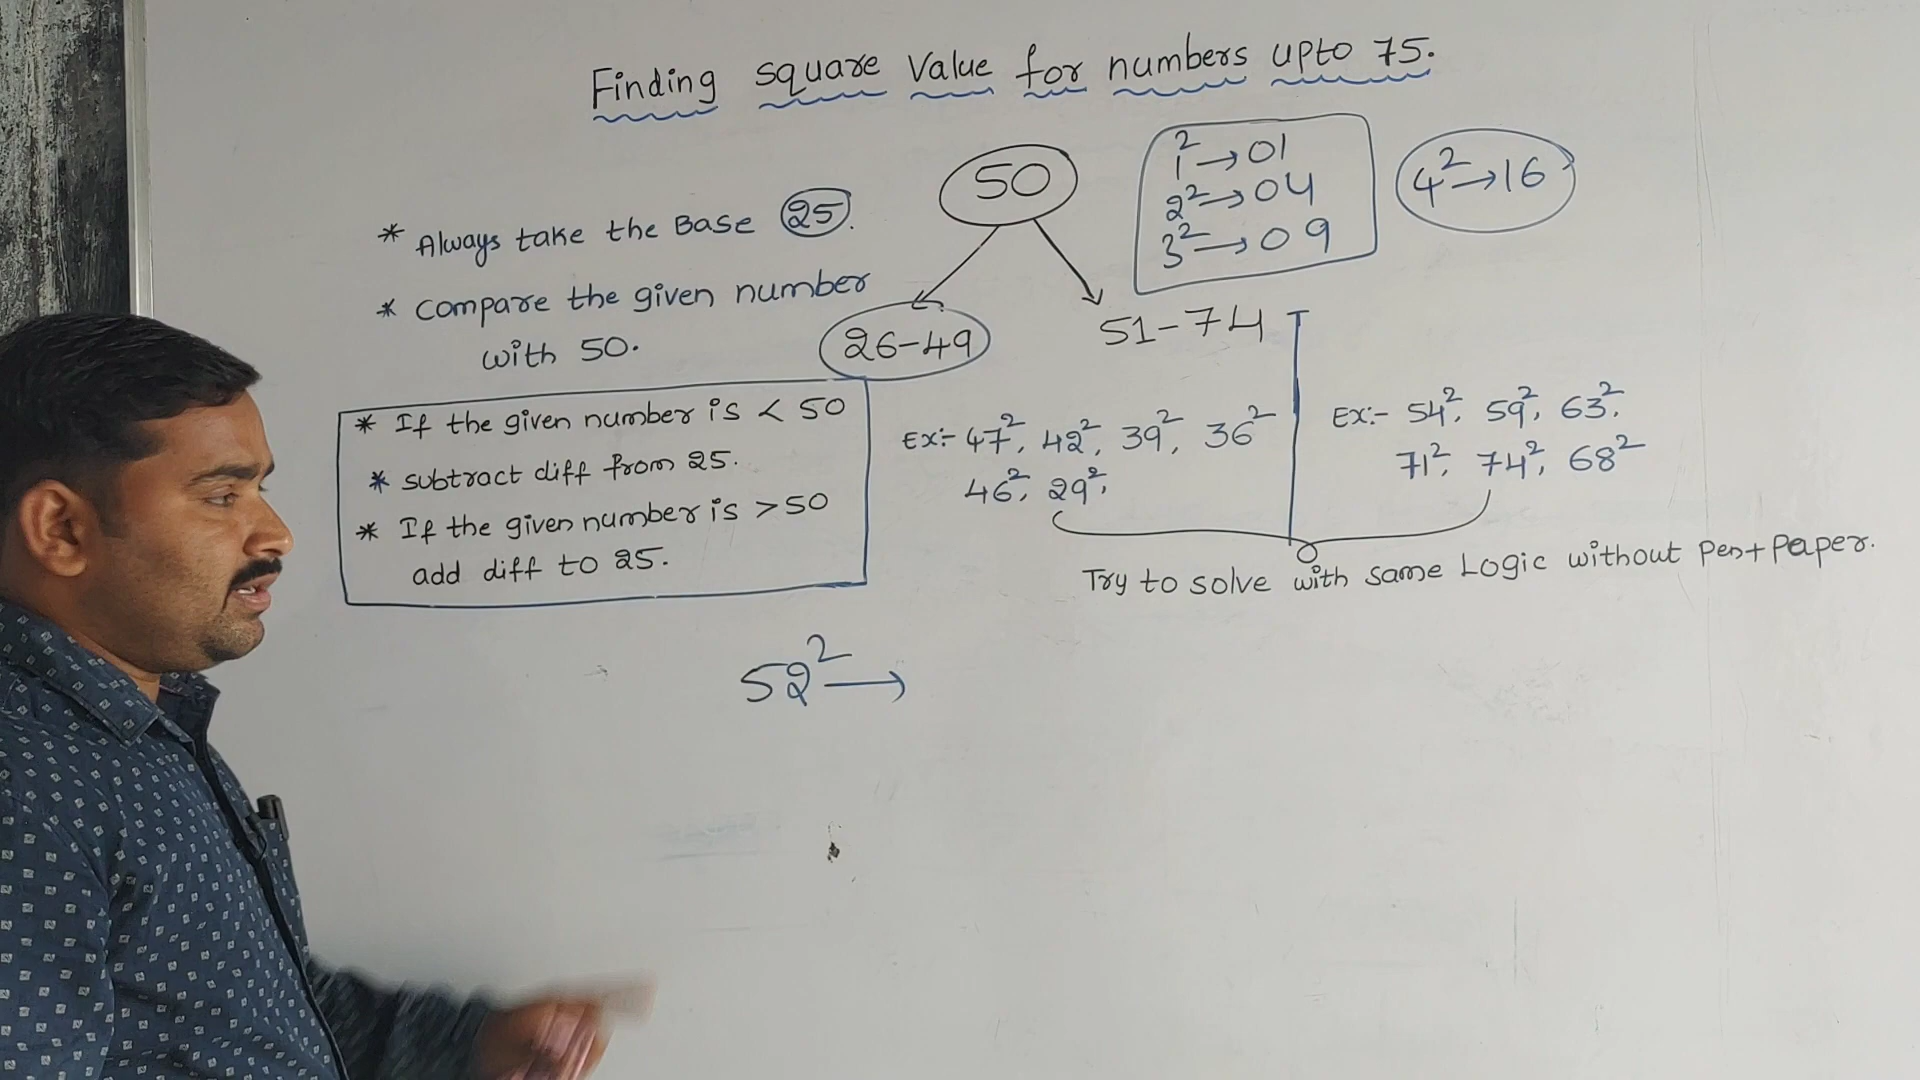 Finding square Value for numbers upto 75.
* Always take the Base 25.
* compare the given number
with 50.
* If the given number is < 50
* subtract diff from 25.
* If the given number is > 50
add diff to 25.
50
26-49
51-74
1² → 01
2² → 04
3² → 09
4² → 16
Ex:- 47², 42², 39², 36²
46², 29²,
Ex:- 54², 59², 63²,
71², 74², 68²
Try to solve with same Logic without Pen+Paper.
52² →